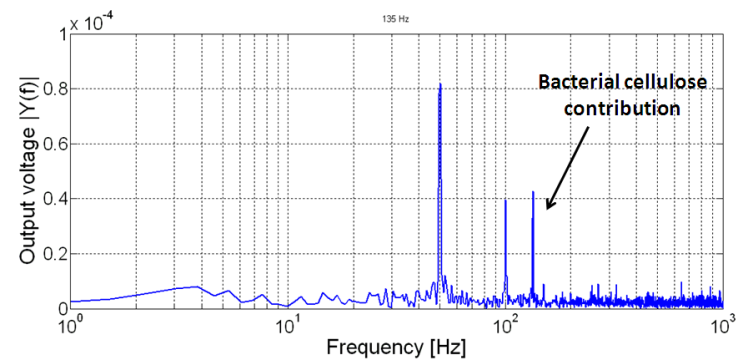 135 Hz
1 x 10^-4
0.8
0.6
0.4
0.2
0
Output voltage |Y(f)|
Bacterial cellulose
contribution
10^0 10^1 10^2 10^3
Frequency [Hz]